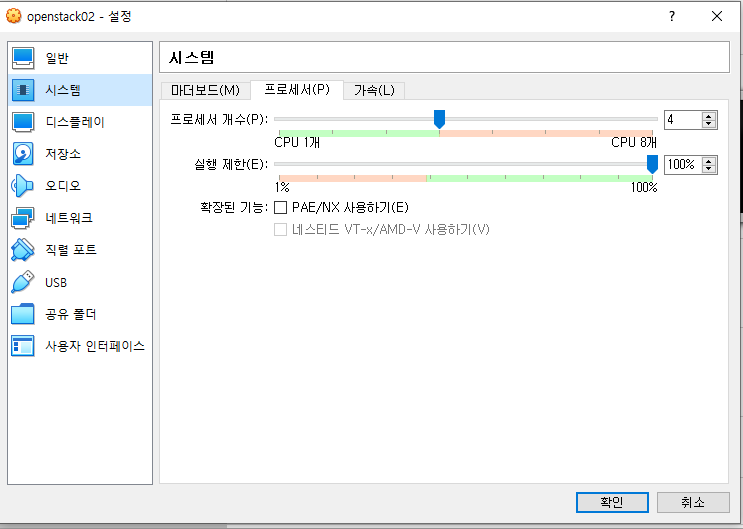 openstack02 - 설정
일반
시스템
디스플레이
저장소
오디오
네트워크
직렬 포트
USB
공유 폴더
사용자 인터페이스
시스템
마더보드(M) 프로세서(P) 가속(L)
프로세서 개수(P): 4
CPU 1개 CPU 8개
실행 제한(E): 100%
1% 100%
확장된 기능: PAE/NX 사용하기(E)
네스티드 VT-x/AMD-V 사용하기(V)
확인 취소